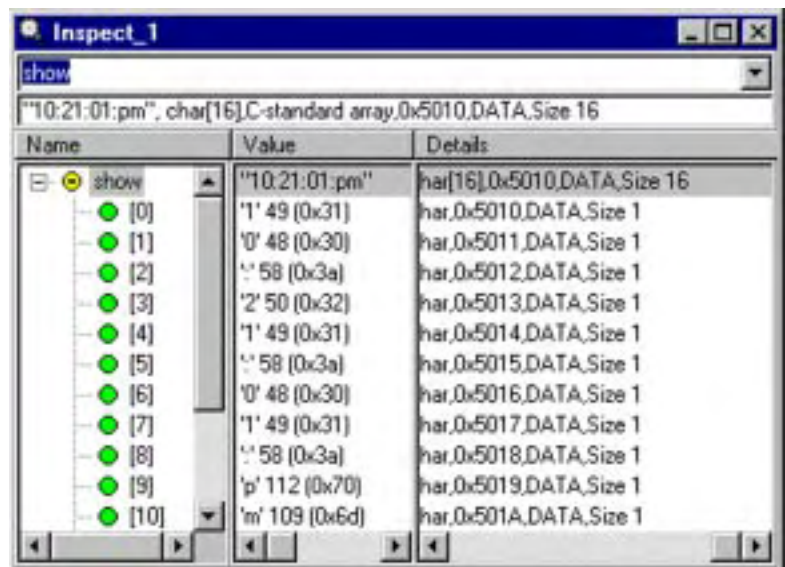 Inspect_1
show
"10:21:01:pm", char[16],C-standard array,0x5010,DATA,Size 16
Name Value Details
show "10:21:01:pm" har[16],0x5010,DATA,Size 16
[0] '1' 49 (0x31) har,0x5010,DATA,Size 1
[1] '0' 48 (0x30) har,0x5011,DATA,Size 1
[2] ':' 58 (0x3a) har,0x5012,DATA,Size 1
[3] '2' 50 (0x32) har,0x5013,DATA,Size 1
[4] '1' 49 (0x31) har,0x5014,DATA,Size 1
[5] ':' 58 (0x3a) har,0x5015,DATA,Size 1
[6] '0' 48 (0x30) har,0x5016,DATA,Size 1
[7] '1' 49 (0x31) har,0x5017,DATA,Size 1
[8] ':' 58 (0x3a) har,0x5018,DATA,Size 1
[9] 'p' 112 (0x70) har,0x5019,DATA,Size 1
[10] 'm' 109 (0x6d) har,0x501A,DATA,Size 1